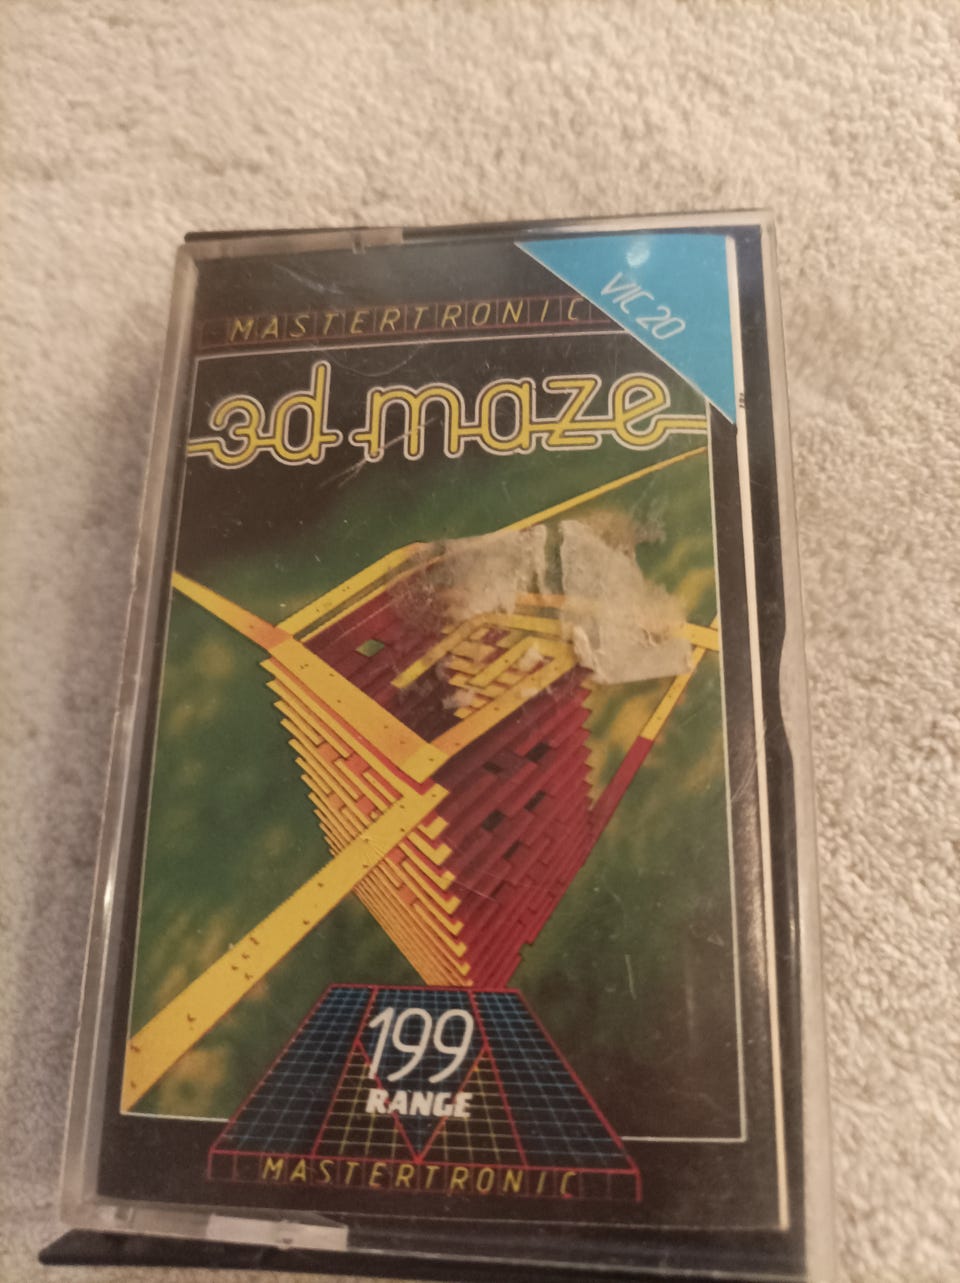 MASTERTRONIC
VIC 20
3d maze
199
RANGE
MASTERTRONIC